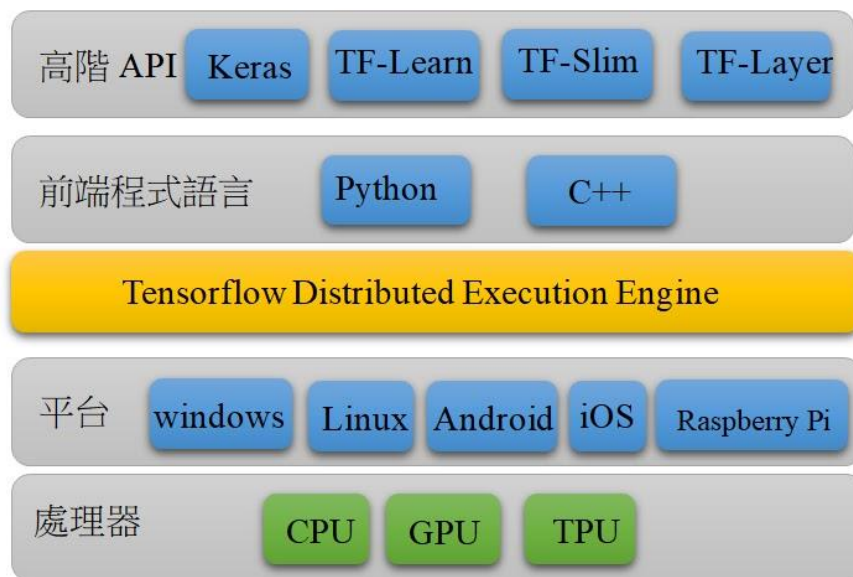 高階 API Keras TF-Learn TF-Slim TF-Layer
前端程式語言 Python C++
Tensorflow Distributed Execution Engine
平台 windows Linux Android iOS Raspberry Pi
處理器 CPU GPU TPU